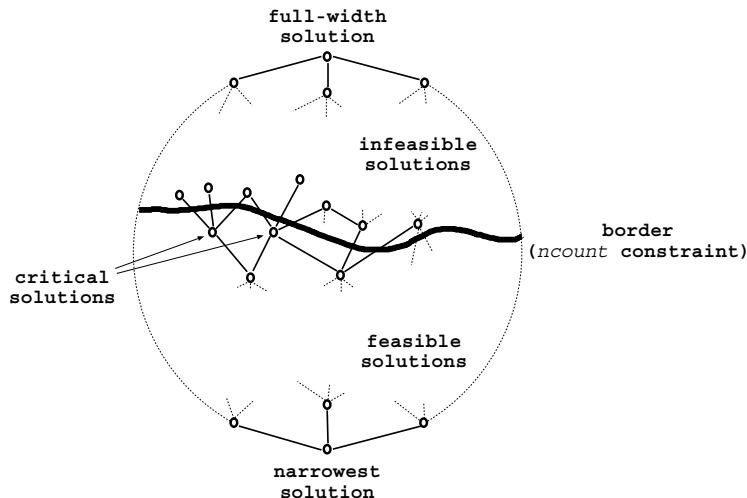 full-width
solution
infeasible
solutions
border
(ncount constraint)
critical
solutions
feasible
solutions
narrowest
solution